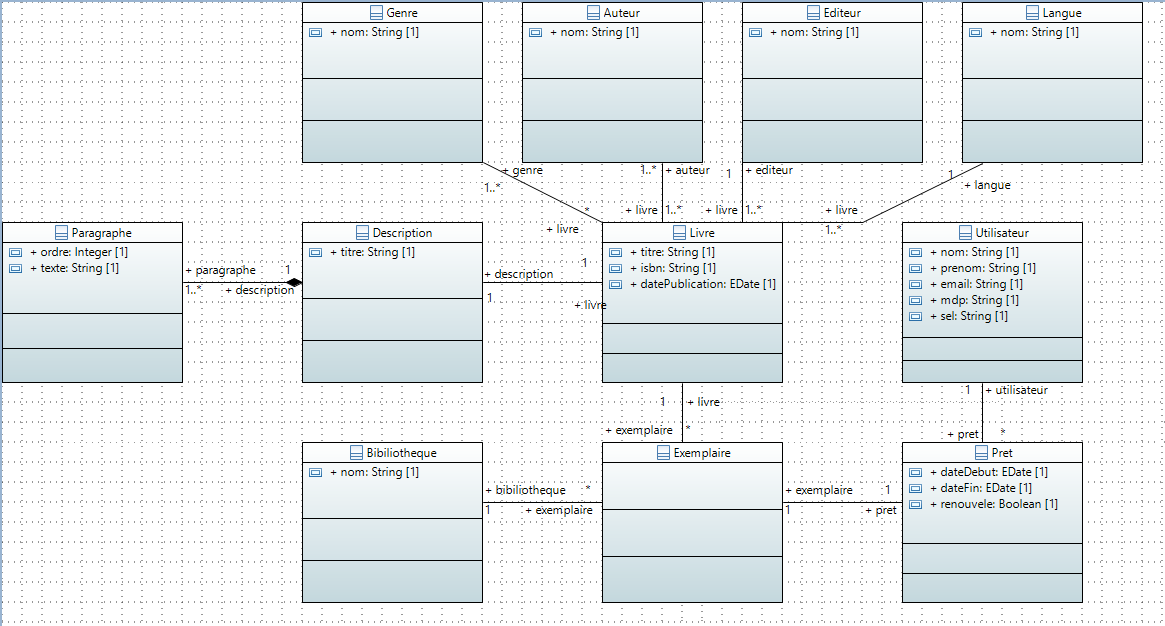 Genre
+ nom: String [1]
Auteur
+ nom: String [1]
Editeur
+ nom: String [1]
Langue
+ nom: String [1]
+ genre
1..*
*
+ livre
1..*
+ auteur
+ livre
1..*
1
+ editeur
+ livre
1..*
1
+ langue
+ livre
1..*
Paragraphe
+ ordre: Integer [1]
+ texte: String [1]
+ paragraphe
1
1..*
+ description
Description
+ titre: String [1]
+ description
1
1
+ livre
Livre
+ titre: String [1]
+ isbn: String [1]
+ datePublication: EDate [1]
Utilisateur
+ nom: String [1]
+ prenom: String [1]
+ email: String [1]
+ mdp: String [1]
+ sel: String [1]
1
+ livre
+ exemplaire
*
1
+ utilisateur
+ pret
*
Bibiliotheque
+ nom: String [1]
+ bibiliotheque
*
1
+ exemplaire
Exemplaire
+ exemplaire
1
1
+ pret
Pret
+ dateDebut: EDate [1]
+ dateFin: EDate [1]
+ renouvele: Boolean [1]